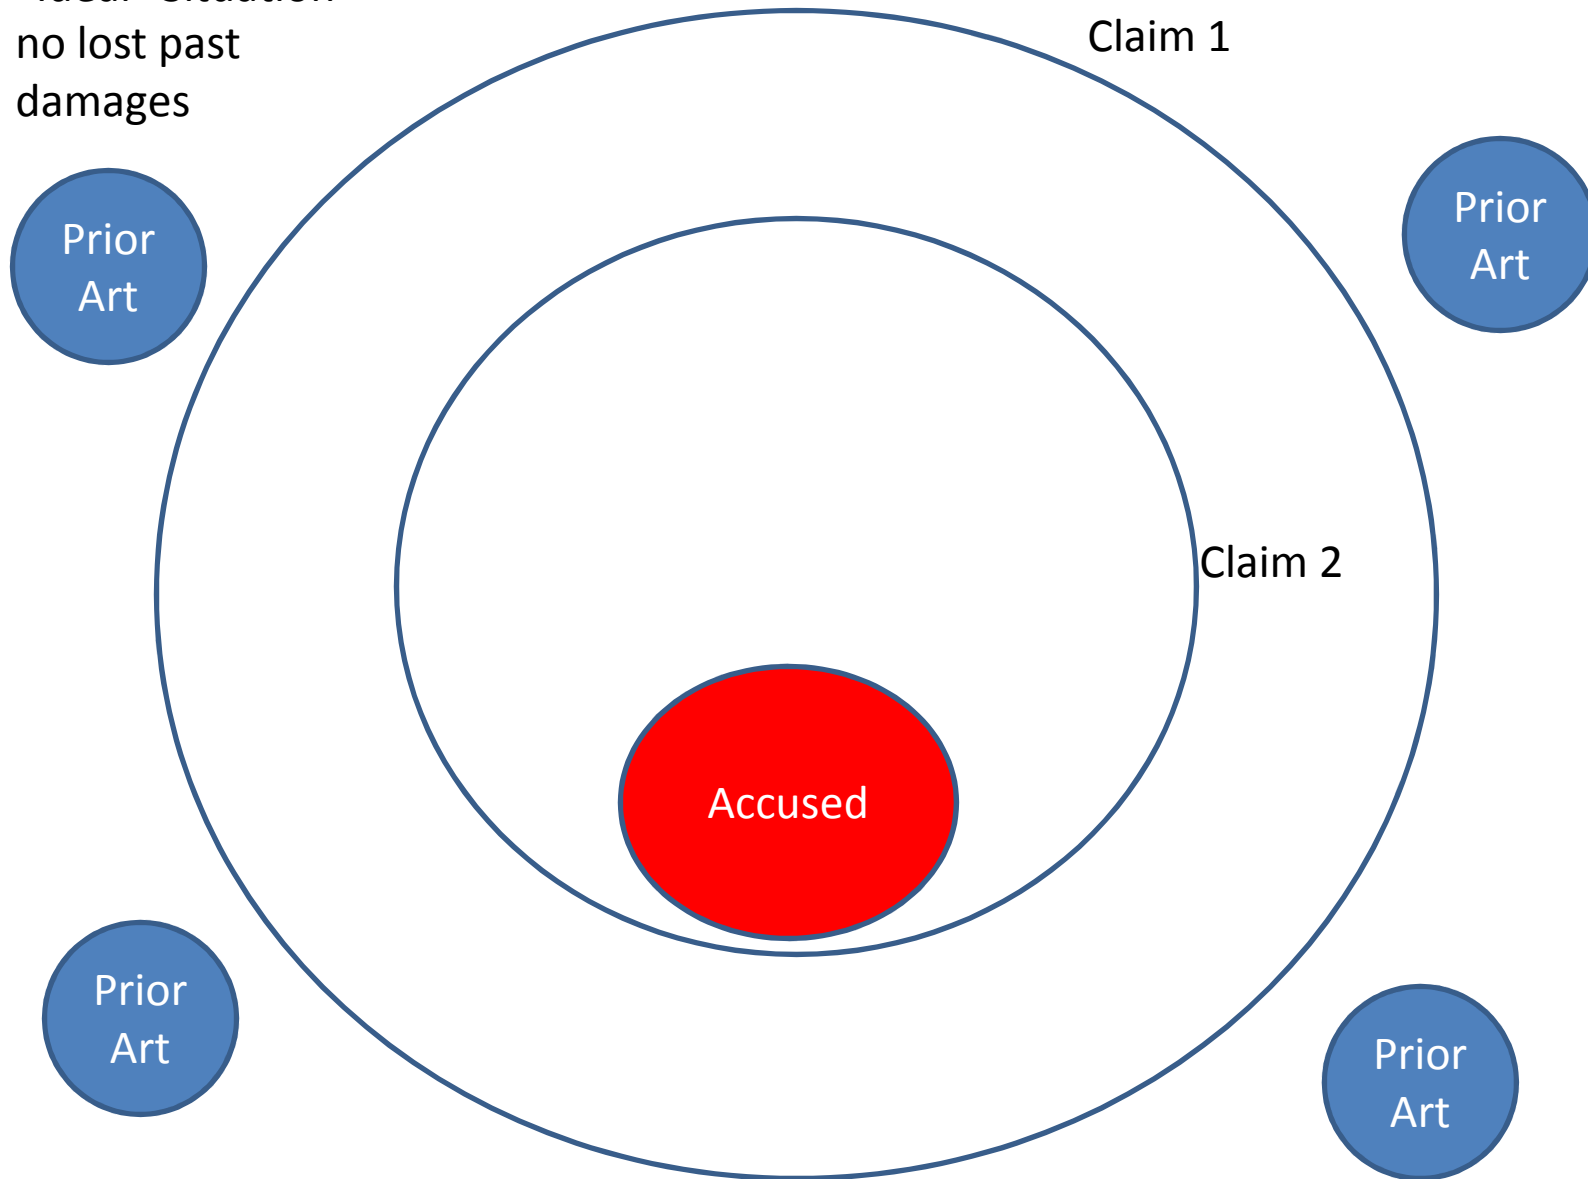 no lost past
damages
Claim 1
Prior
Art
Prior
Art
Claim 2
Accused
Prior
Art
Prior
Art